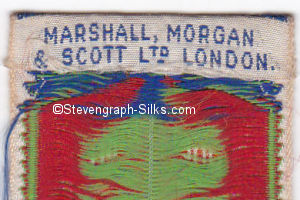 MARSHALL, MORGAN
& SCOTT LTD LONDON.
©Stevengraph-Silks.com